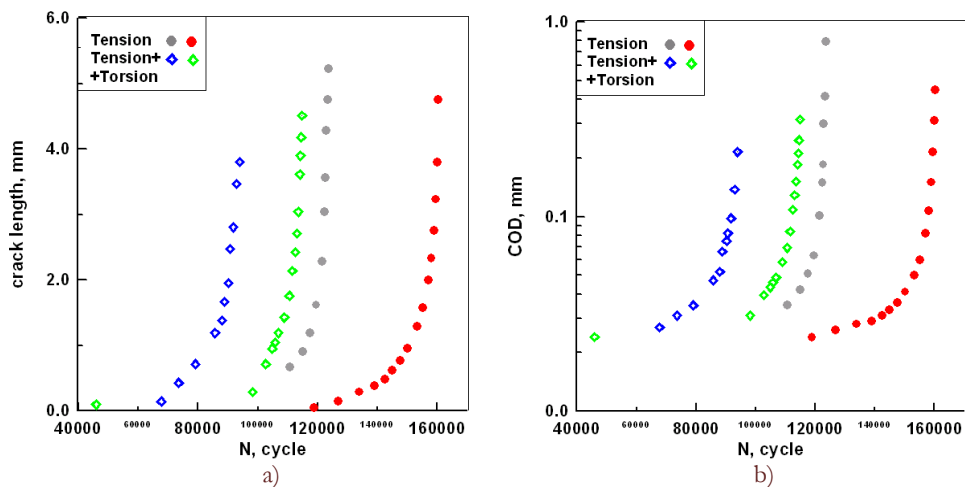 6.0
4.0
2.0
0.0
crack length, mm
Tension
Tension+
+Torsion
40000 60000 80000 100000 120000 140000 160000
N, cycle
a)
1.0
0.1
1.0
COD, mm
Tension
Tension+
+Torsion
40000 60000 80000 100000 120000 140000 160000
N, cycle
b)